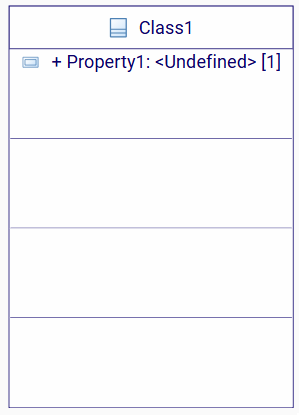 Class1
+ Property1: <Undefined> [1]